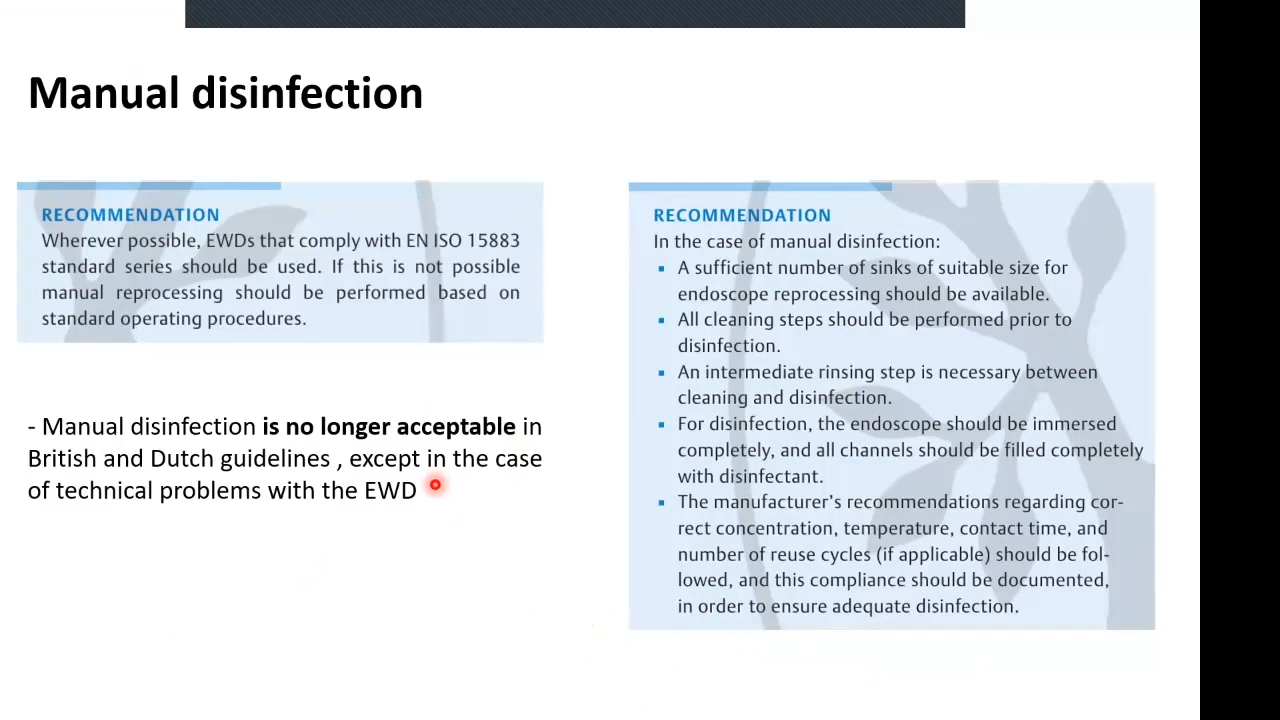 Manual disinfection
RECOMMENDATION
Wherever possible, EWDs that comply with EN ISO 15883
standard series should be used. If this is not possible
manual reprocessing should be performed based on
standard operating procedures.
- Manual disinfection is no longer acceptable in
British and Dutch guidelines , except in the case
of technical problems with the EWD
RECOMMENDATION
In the case of manual disinfection:
▪ A sufficient number of sinks of suitable size for
endoscope reprocessing should be available.
▪ All cleaning steps should be performed prior to
disinfection.
▪ An intermediate rinsing step is necessary between
cleaning and disinfection.
▪ For disinfection, the endoscope should be immersed
completely, and all channels should be filled completely
with disinfectant.
▪ The manufacturer’s recommendations regarding cor-
rect concentration, temperature, contact time, and
number of reuse cycles (if applicable) should be fol-
lowed, and this compliance should be documented,
in order to ensure adequate disinfection.